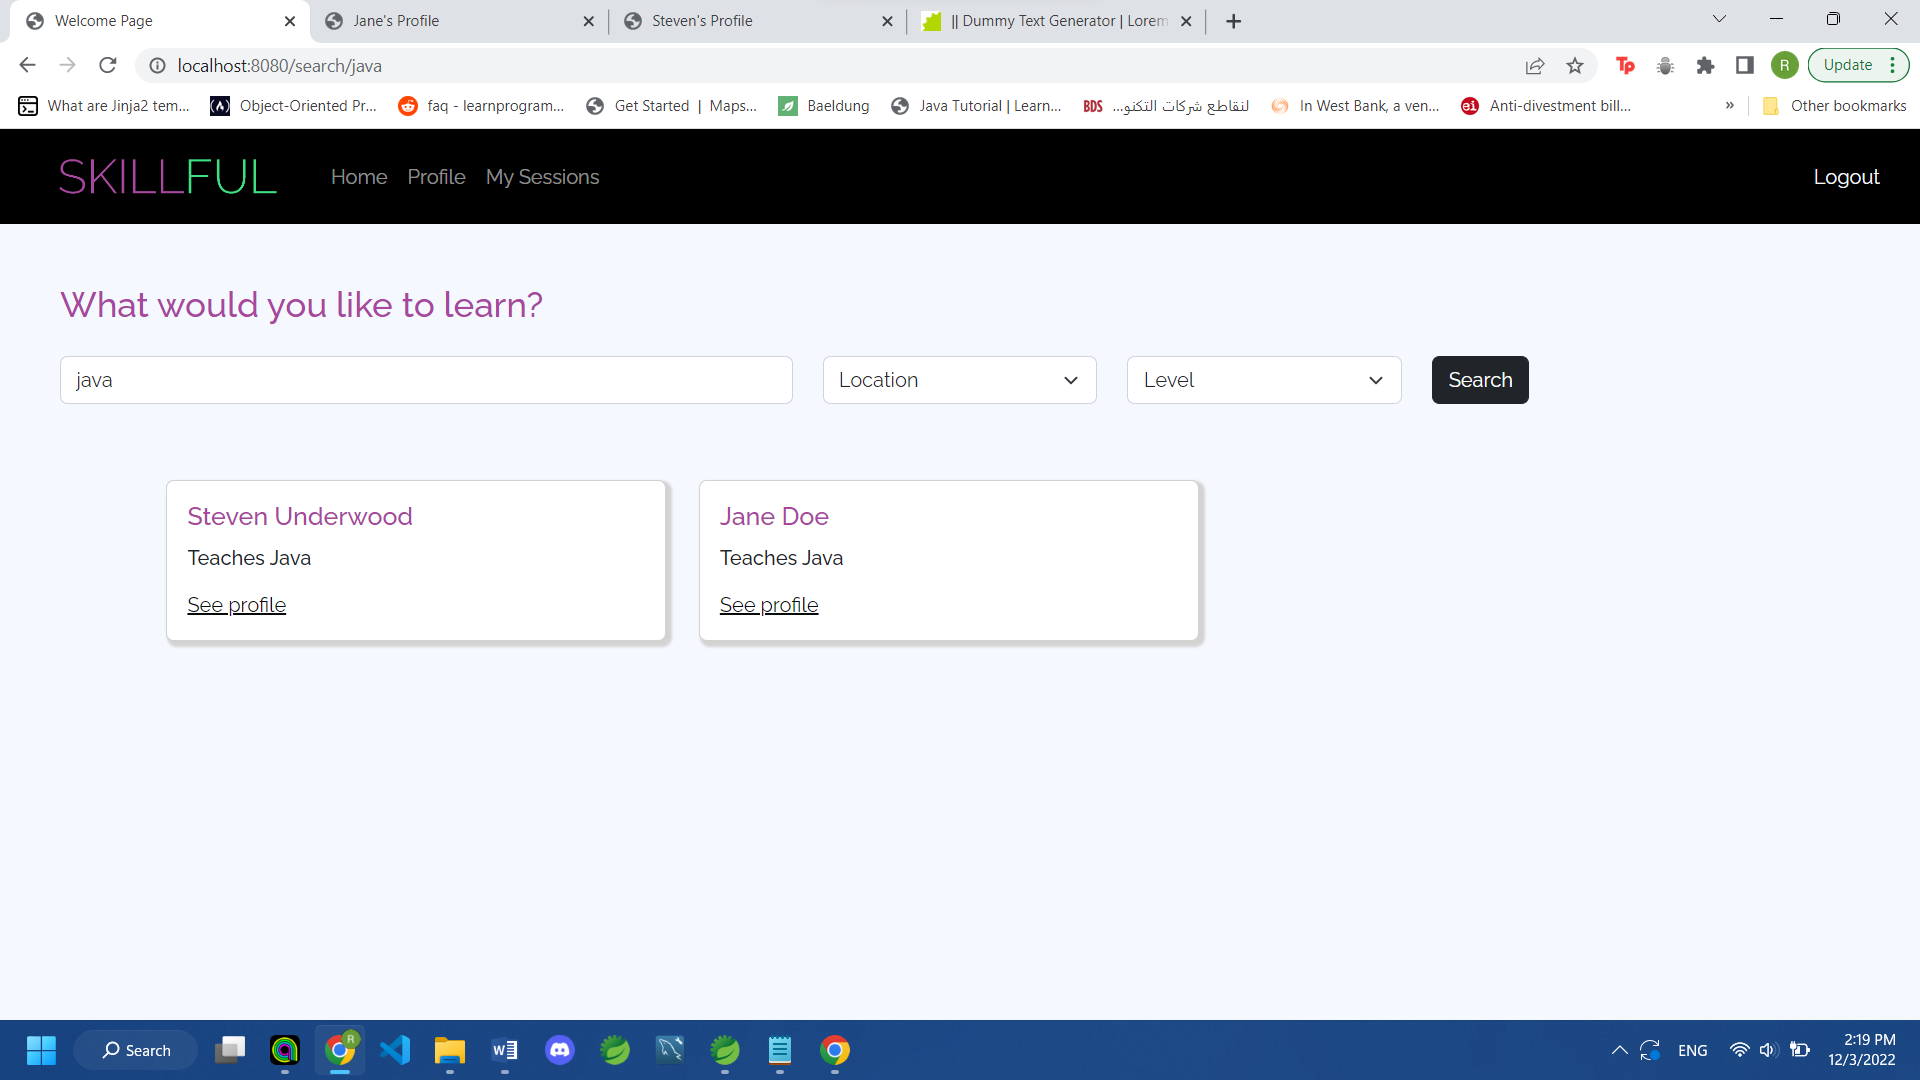 Welcome Page
Jane's Profile
Steven's Profile
|| Dummy Text Generator | Lorem
localhost:8080/search/java
Tp
R
Update
What are Jinja2 tem...
Object-Oriented Pr...
faq - learnprogram...
Get Started | Maps...
Baeldung
Java Tutorial | Learn...
BDS
لنقاطع شركات التكنو...
In West Bank, a ven...
ei
Anti-divestment bill...
»
Other bookmarks
SKILLFUL
Home
Profile
My Sessions
Logout
What would you like to learn?
java
Location
Level
Search
Steven Underwood
Teaches Java
See profile
Jane Doe
Teaches Java
See profile
Search
R
W
ENG
2:19 PM
12/3/2022